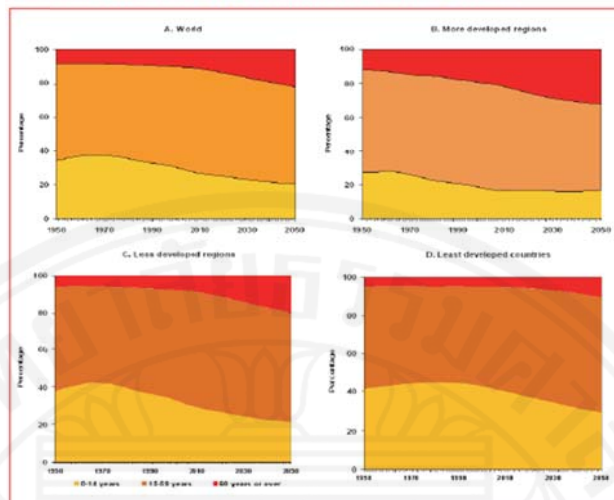 A. World
B. More developed regions
Percentage
100
80
60
40
20
0
1950 1970 1990 2010 2030 2050
Percentage
100
80
60
40
20
0
1950 1970 1990 2010 2030 2050
C. Less developed regions
D. Least developed countries
Percentage
100
80
60
40
20
0
1950 1970 1990 2010 2030 2050
Percentage
100
80
60
40
20
0
1950 1970 1990 2010 2030 2050
0-14 years 15-59 years 60 years or over